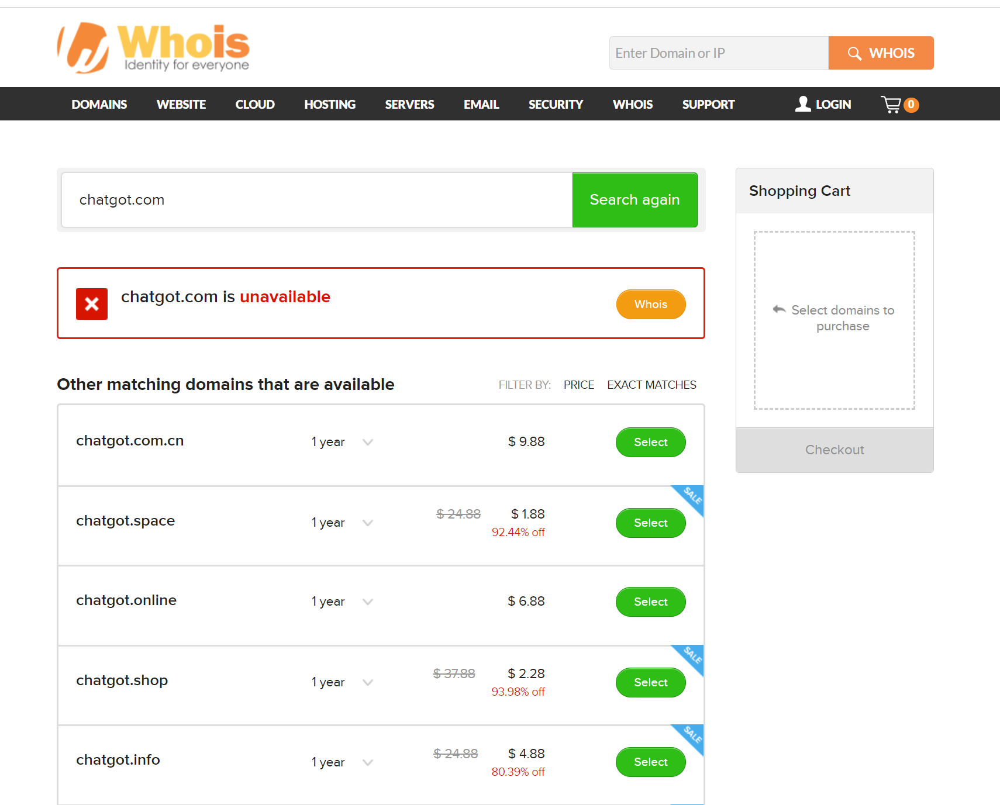 Whois
Identity for everyone
Enter Domain or IP
WHOIS
DOMAINS WEBSITE CLOUD HOSTING SERVERS EMAIL SECURITY WHOIS SUPPORT LOGIN 0
chatgot.com
Search again
Shopping Cart
Select domains to
purchase
Checkout
chatgot.com is unavailable
Whois
Other matching domains that are available
FILTER BY: PRICE EXACT MATCHES
chatgot.com.cn 1 year $ 9.88 Select
SALE
chatgot.space 1 year $ 24.88 $ 1.88 Select
92.44% off
chatgot.online 1 year $ 6.88 Select
SALE
chatgot.shop 1 year $ 37.88 $ 2.28 Select
93.98% off
SALE
chatgot.info 1 year $ 24.88 $ 4.88 Select
80.39% off